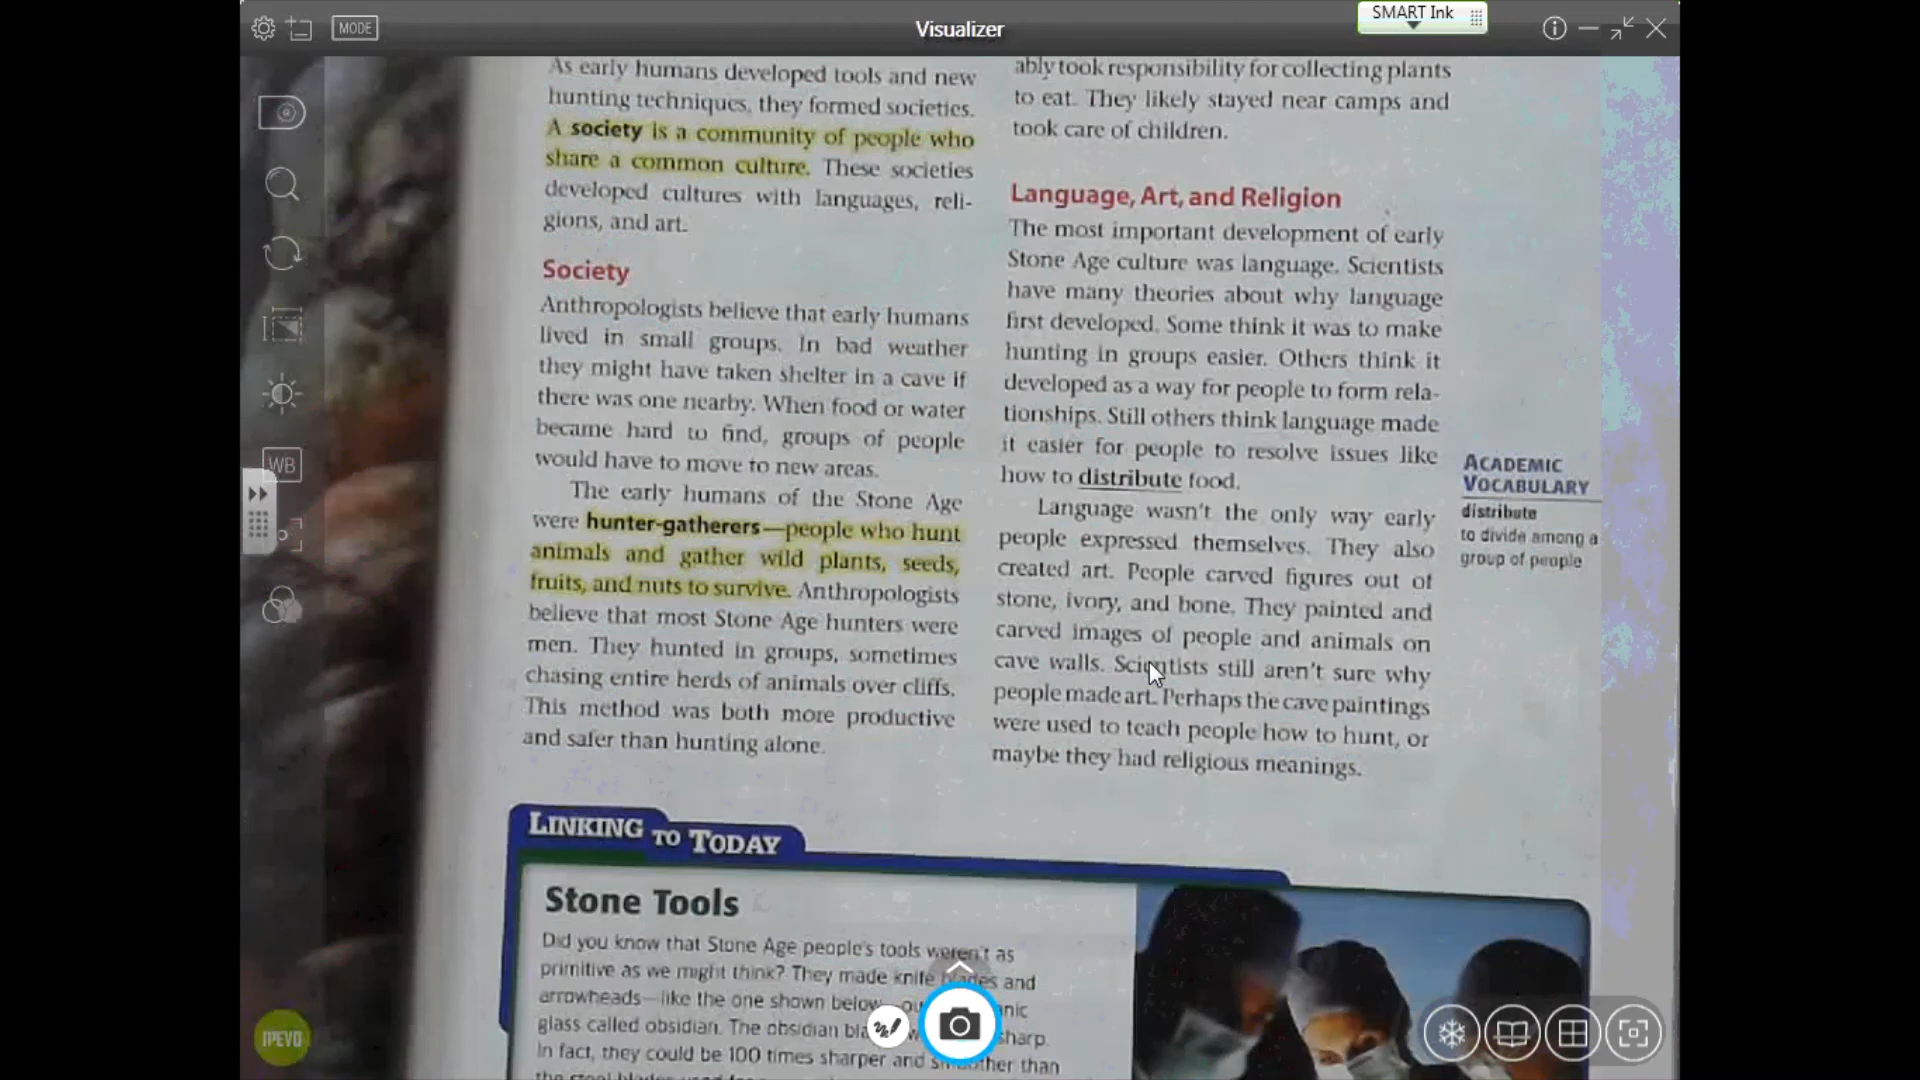 MODE
Visualizer
SMART Ink
As early humans developed tools and new
hunting techniques, they formed societies.
A society is a community of people who
share a common culture. These societies
developed cultures with languages, reli-
gions, and art.
Society
Anthropologists believe that early humans
lived in small groups. In bad weather
they might have taken shelter in a cave if
there was one nearby. When food or water
became hard to find, groups of people
would have to move to new areas.
The early humans of the Stone Age
were hunter-gatherers—people who hunt
animals and gather wild plants, seeds,
fruits, and nuts to survive. Anthropologists
believe that most Stone Age hunters were
men. They hunted in groups, sometimes
chasing entire herds of animals over cliffs.
This method was both more productive
and safer than hunting alone.
ably took responsibility for collecting plants
to eat. They likely stayed near camps and
took care of children.
Language, Art, and Religion
The most important development of early
Stone Age culture was language. Scientists
have many theories about why language
first developed. Some think it was to make
hunting in groups easier. Others think it
developed as a way for people to form rela-
tionships. Still others think language made
it easier for people to resolve issues like
how to distribute food.
Language wasn't the only way early
people expressed themselves. They also
created art. People carved figures out of
stone, ivory, and bone. They painted and
carved images of people and animals on
cave walls. Scientists still aren't sure why
people made art. Perhaps the cave paintings
were used to teach people how to hunt, or
maybe they had religious meanings.
ACADEMIC
VOCABULARY
distribute
to divide among a
group of people
LINKING TO TODAY
Stone Tools
Did you know that Stone Age people's tools weren't as
primitive as we might think? They made knife blades and
arrowheads—like the one shown below
glass called obsidian. The obsidian sharp.
In fact, they could be 100 times sharper and than
WB
IPEVO